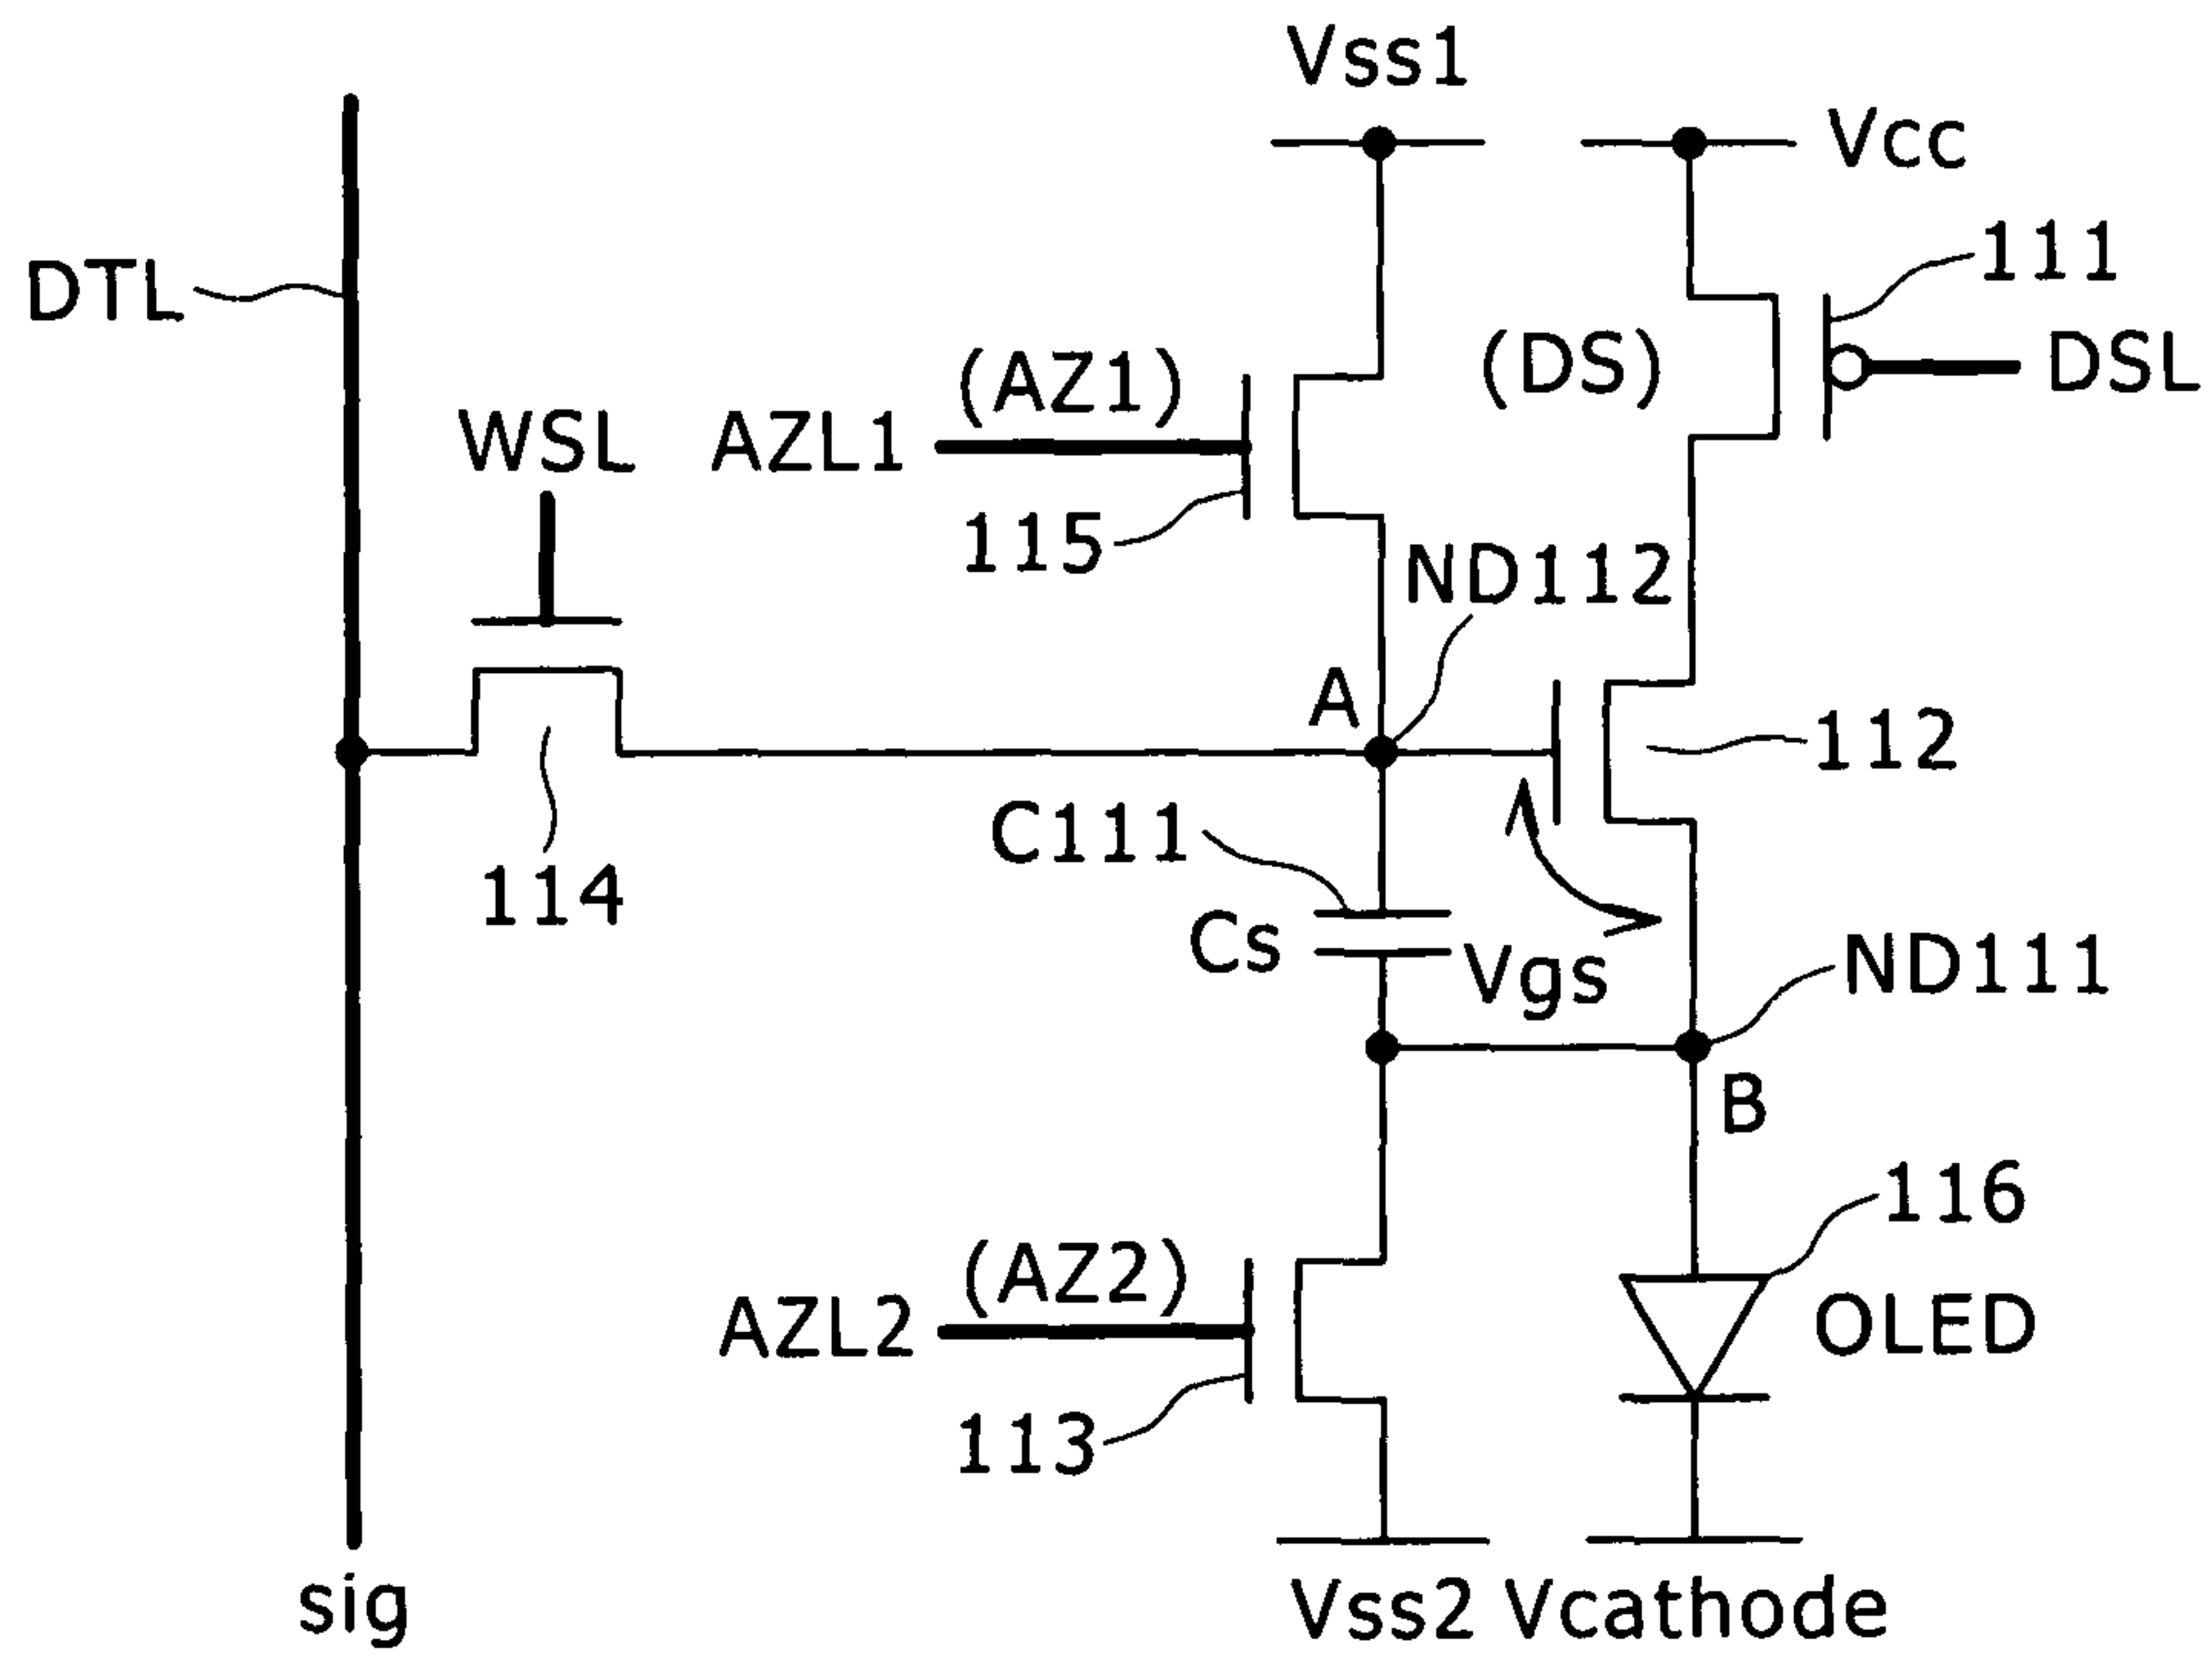 Vss1
Vcc
111
DTL
(AZ1)
(DS)
DSL
WSL
AZL1
115
ND112
A
112
C111
114
Cs
Vgs
ND111
B
116
(AZ2)
AZL2
OLED
113
sig
Vss2
Vcathode